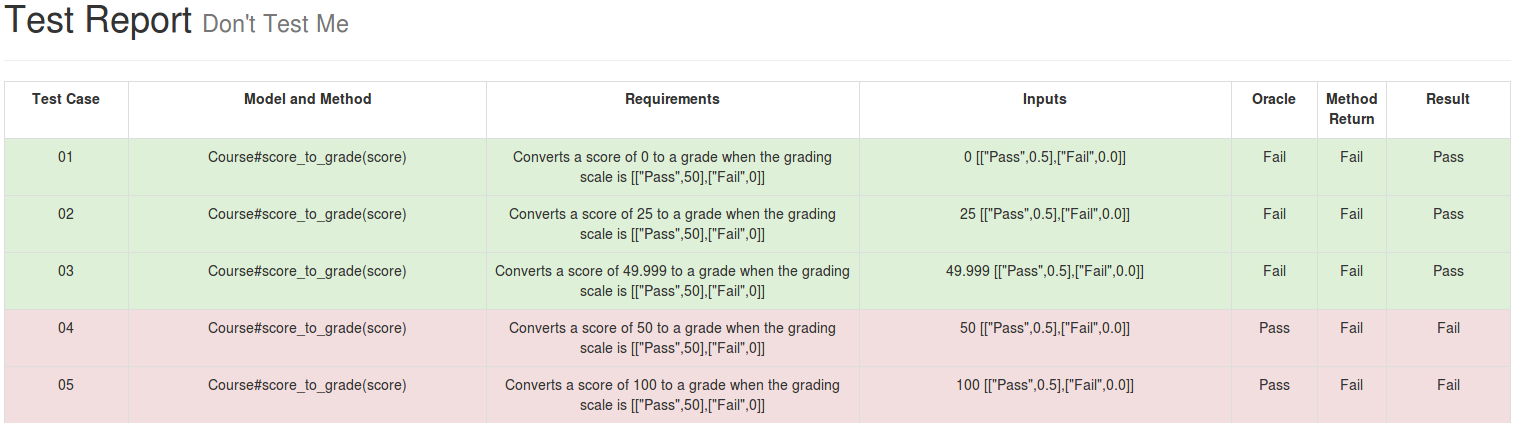 Test Report Don't Test Me
Test Case Model and Method Requirements Inputs Oracle Method Return Result
01 Course#score_to_grade(score) Converts a score of 0 to a grade when the grading 0 [["Pass",0.5],["Fail",0.0]] Fail Fail Pass
scale is [["Pass",50],["Fail",0]]
02 Course#score_to_grade(score) Converts a score of 25 to a grade when the grading 25 [["Pass",0.5],["Fail",0.0]] Fail Fail Pass
scale is [["Pass",50],["Fail",0]]
03 Course#score_to_grade(score) Converts a score of 49.999 to a grade when the grading 49.999 [["Pass",0.5],["Fail",0.0]] Fail Fail Pass
scale is [["Pass",50],["Fail",0]]
04 Course#score_to_grade(score) Converts a score of 50 to a grade when the grading 50 [["Pass",0.5],["Fail",0.0]] Pass Fail Fail
scale is [["Pass",50],["Fail",0]]
05 Course#score_to_grade(score) Converts a score of 100 to a grade when the grading 100 [["Pass",0.5],["Fail",0.0]] Pass Fail Fail
scale is [["Pass",50],["Fail",0]]